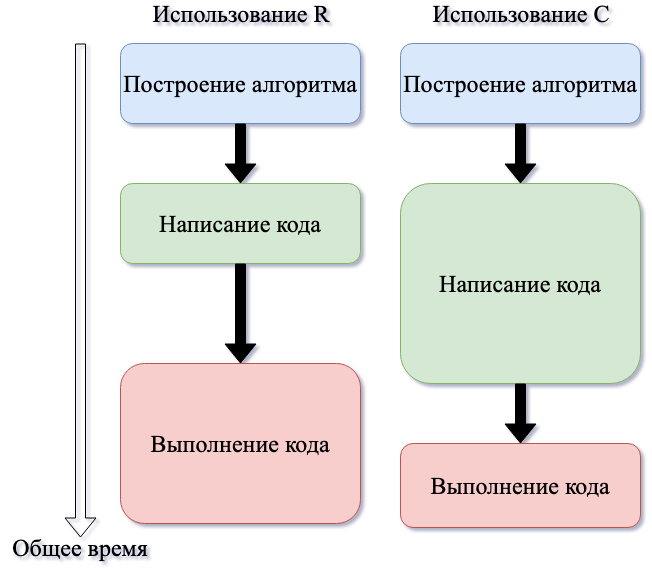 Использование R
Использование C
Построение алгоритма
Построение алгоритма
Написание кода
Написание кода
Выполнение кода
Выполнение кода
Общее время